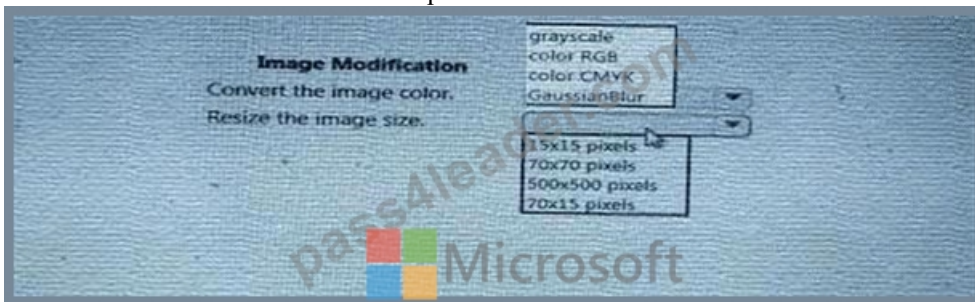 Image Modification
Convert the image color.
Resize the image size.
grayscale
color RGB
color CMYK
GaussianBlur
15x15 pixels
70x70 pixels
500x500 pixels
70x15 pixels
pass4leader.com
Microsoft